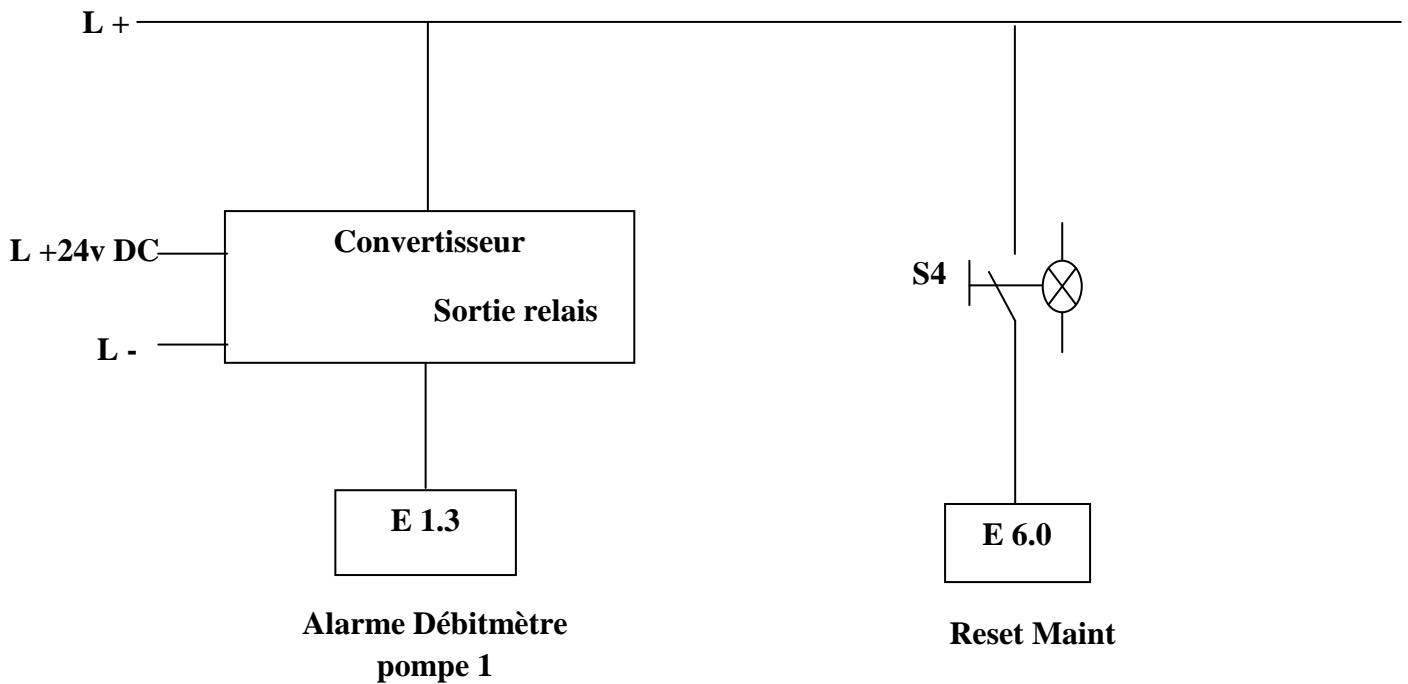 L +
L +24v DC
Convertisseur
Sortie relais
L -
S4
E 1.3
E 6.0
Alarme Débitmètre
pompe 1
Reset Maint